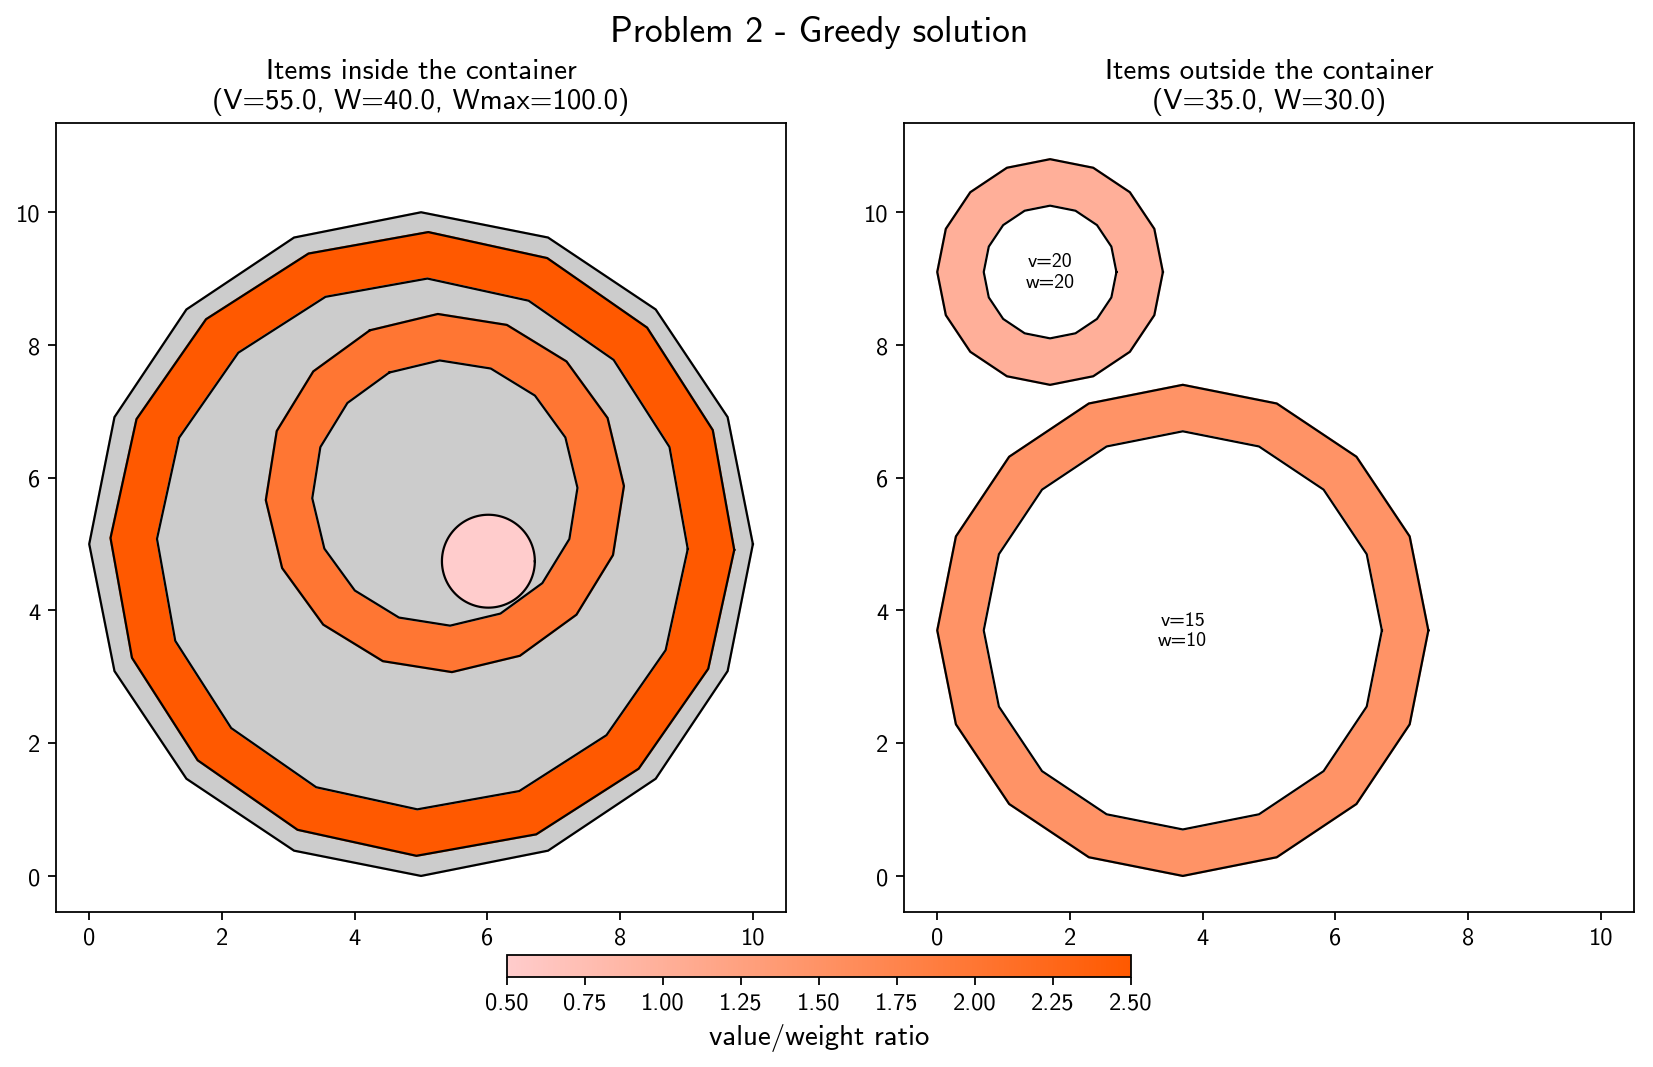 Problem 2 - Greedy solution
Items inside the container
(V=55.0, W=40.0, Wmax=100.0)
10
8
6
4
2
0
0 2 4 6 8 10
Items outside the container
(V=35.0, W=30.0)
10
8
6
4
2
0
v=20
w=20
v=15
w=10
0 2 4 6 8 10
0.50 0.75 1.00 1.25 1.50 1.75 2.00 2.25 2.50
value/weight ratio